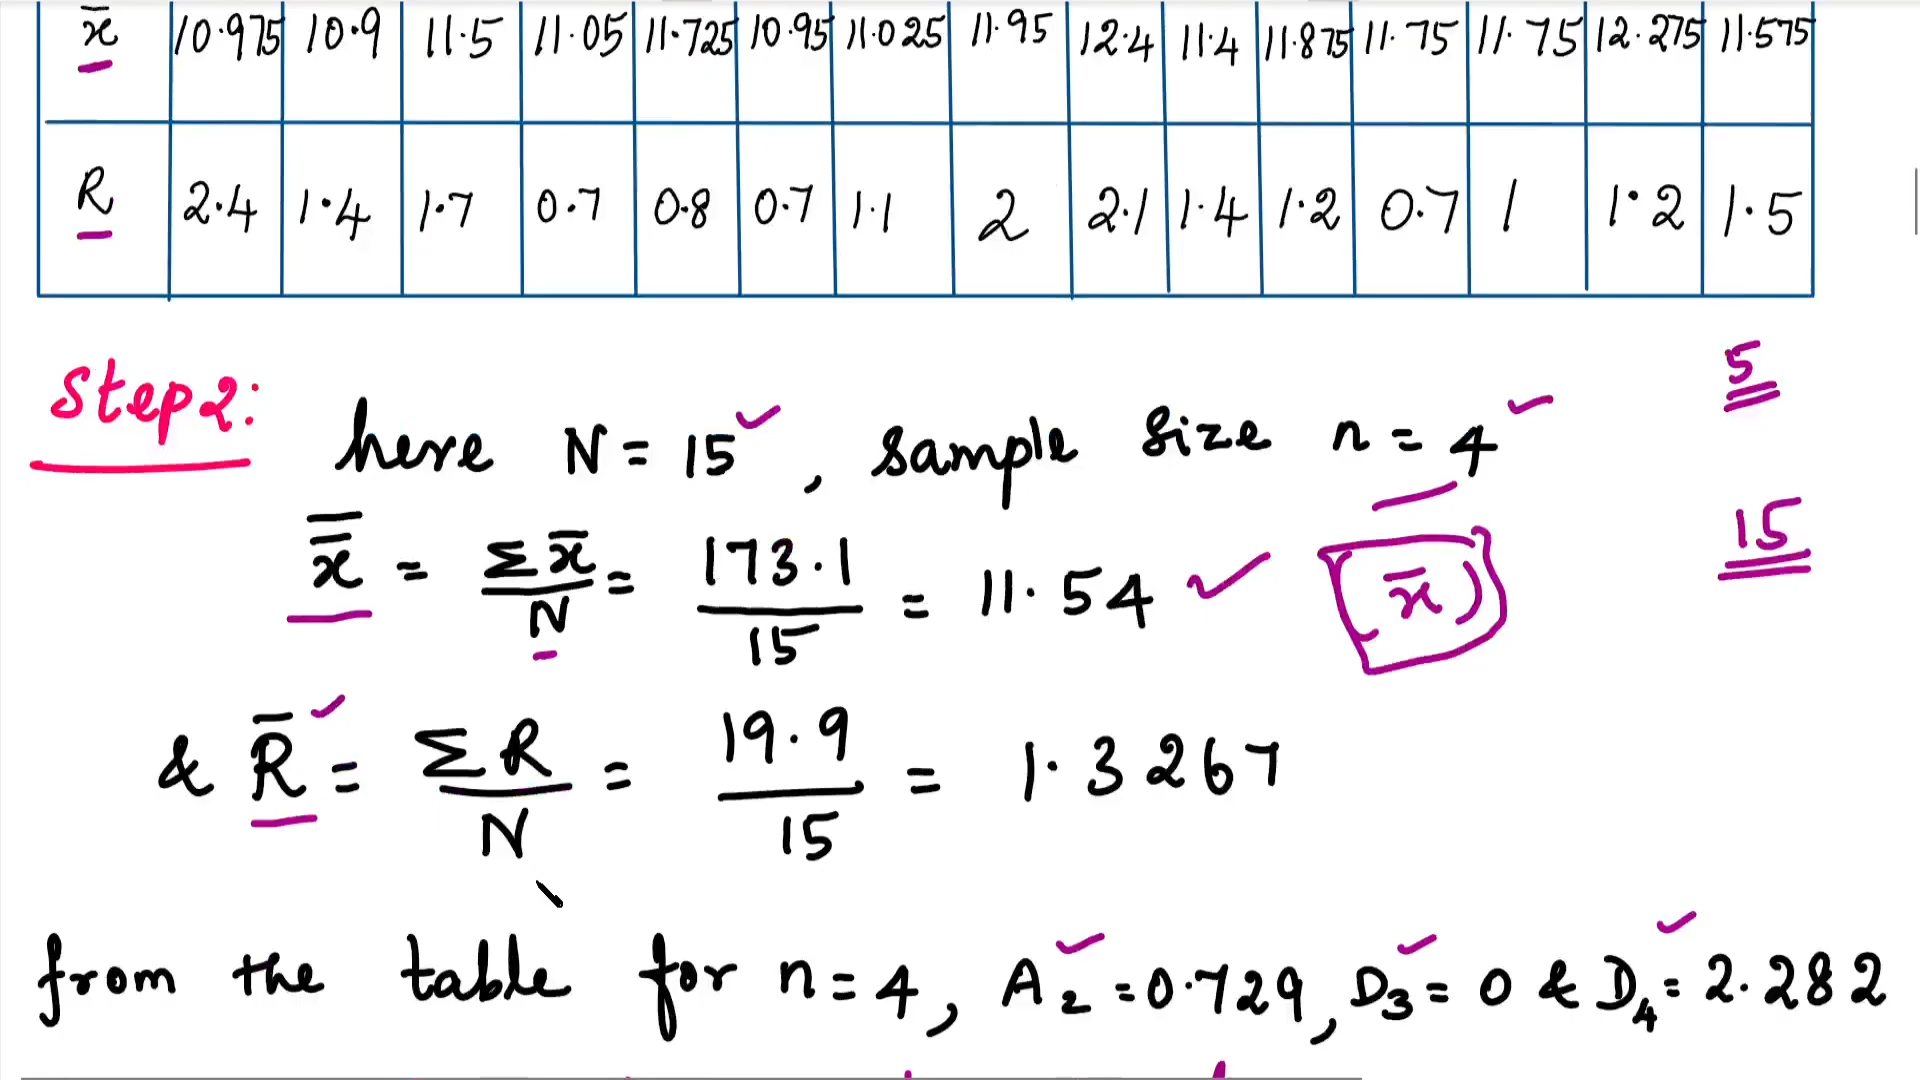 x̄ 10.975 10.9 11.5 11.05 11.725 10.95 11.025 11.95 12.4 11.4 11.875 11.75 11.75 12.275 11.575
R 2.4 1.4 1.7 0.7 0.8 0.7 1.1 2 2.1 1.4 1.2 0.7 1 1.2 1.5
Step 2:
here N = 15, sample size n = 4
5
x̿ = Σx̄/N = 173.1/15 = 11.54 (x̄)
15
& R̄ = ΣR/N = 19.9/15 = 1.3267
from the table for n = 4, A₂ = 0.729, D₃ = 0 & D₄ = 2.282